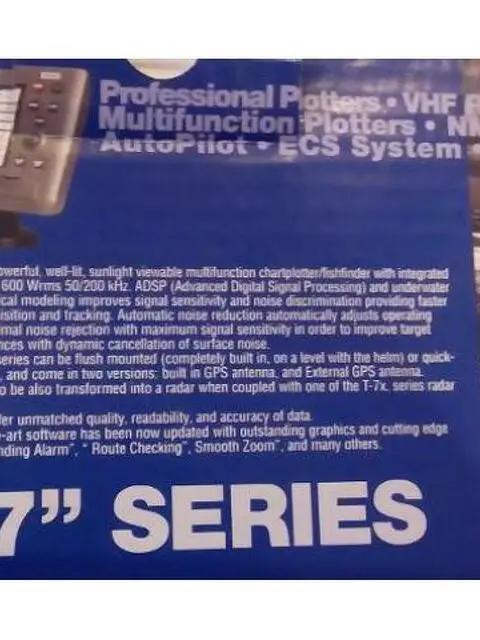 Professional Plotters • VHF R
Multifunction Plotters • NM
AutoPilot • ECS System •
owerful, well-lit, sunlight viewable multifunction chartplotter/fishfinder with integrated
600 Wrms 50/200 kHz. ADSP (Advanced Digital Signal Processing) and underwater
ical modeling improves signal sensitivity and noise discrimination providing faster
isition and tracking. Automatic noise reduction automatically adjusts operating
mal noise rejection with maximum signal sensitivity in order to improve target
nces with dynamic cancellation of surface noise.
series can be flush mounted (completely built in, on a level with the helm) or quick-
, and come in two versions: built in GPS antenna, and External GPS antenna.
o be also transformed into a radar when coupled with one of the T-7x. series radar
er unmatched quality, readability, and accuracy of data.
-art software has been now updated with outstanding graphics and cutting edge
nding Alarm", " Route Checking", Smooth Zoom", and many others.
7” SERIES